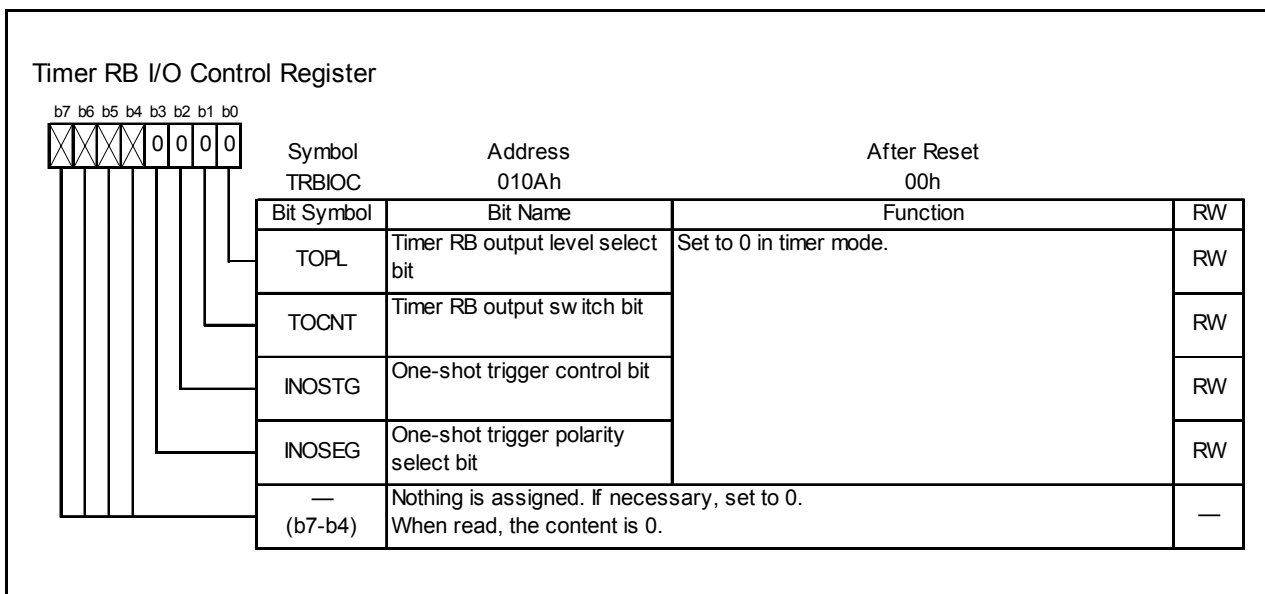 Timer RB I/O Control Register
b7 b6 b5 b4 b3 b2 b1 b0
0 0 0 0
Symbol Address After Reset
TRBIOC 010Ah 00h
Bit Symbol Bit Name Function RW
TOPL Timer RB output level select bit Set to 0 in timer mode. RW
TOCNT Timer RB output switch bit RW
INOSTG One-shot trigger control bit RW
INOSEG One-shot trigger polarity select bit RW
— (b7-b4) Nothing is assigned. If necessary, set to 0. —
When read, the content is 0.